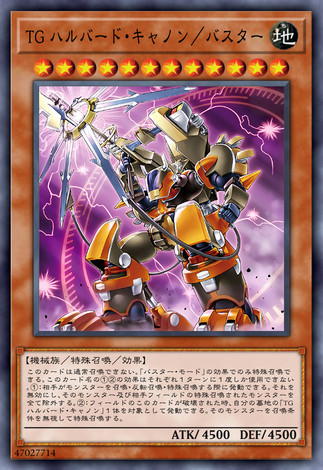 TG ハルバード・キャノン／バスター
地
【機械族／特殊召喚／効果】
このカードは通常召喚できない。「バスター・モード」の効果でのみ特殊召喚で
きる。このカード名の①②の効果はそれぞれ1ターンに1度しか使用できない
。①：相手がモンスターを召喚・反転召喚・特殊召喚する際に発動できる。それを
無効にし、そのモンスター及び相手フィールドの特殊召喚されたモンスターを
全て除外する。②：フィールドのこのカードが破壊された時、自分の墓地の「TG
ハルバード・キャノン」1体を対象として発動できる。そのモンスターを召喚条
件を無視して特殊召喚する。
ATK/ 4500 DEF/ 4500
47027714